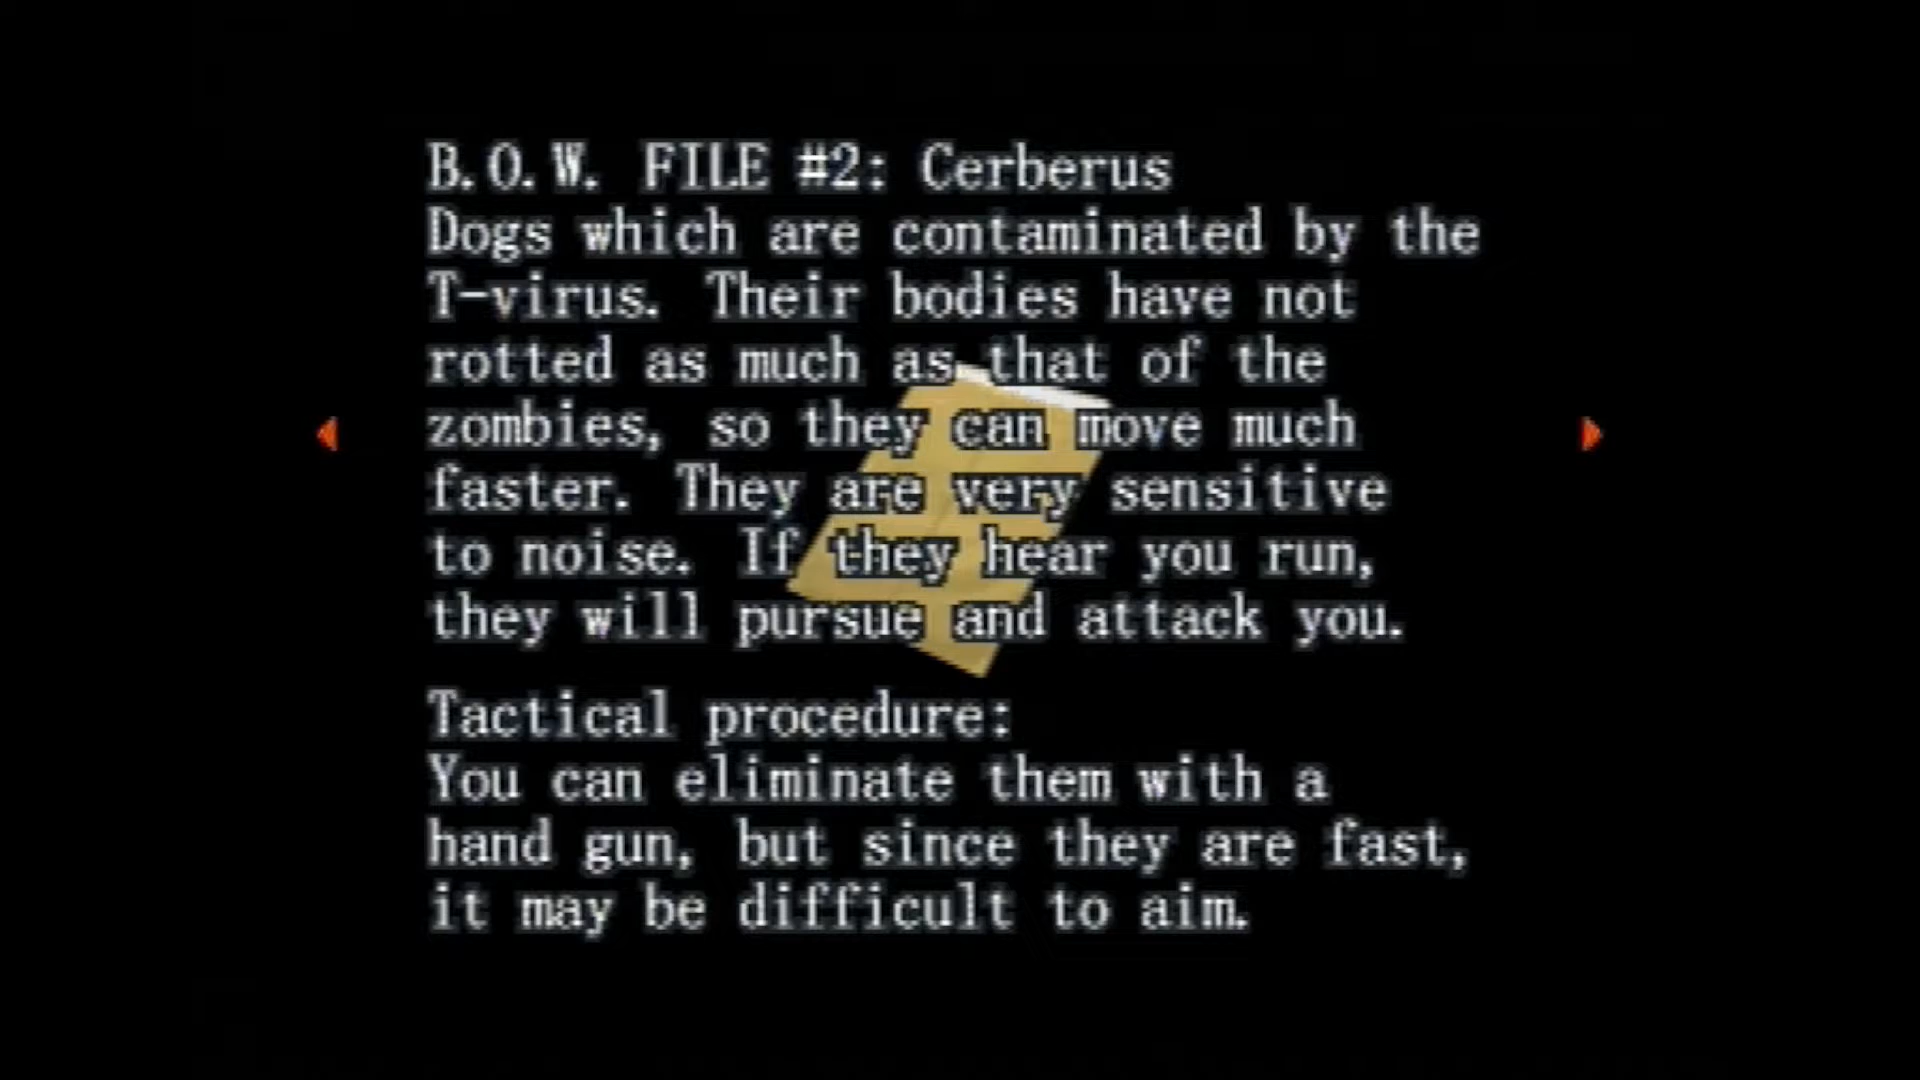 B.O.W. FILE #2: Cerberus
Dogs which are contaminated by the
T-virus. Their bodies have not
rotted as much as that of the
zombies, so they can move much
faster. They are very sensitive
to noise. If they hear you run,
they will pursue and attack you.
Tactical procedure:
You can eliminate them with a
hand gun, but since they are fast,
it may be difficult to aim.